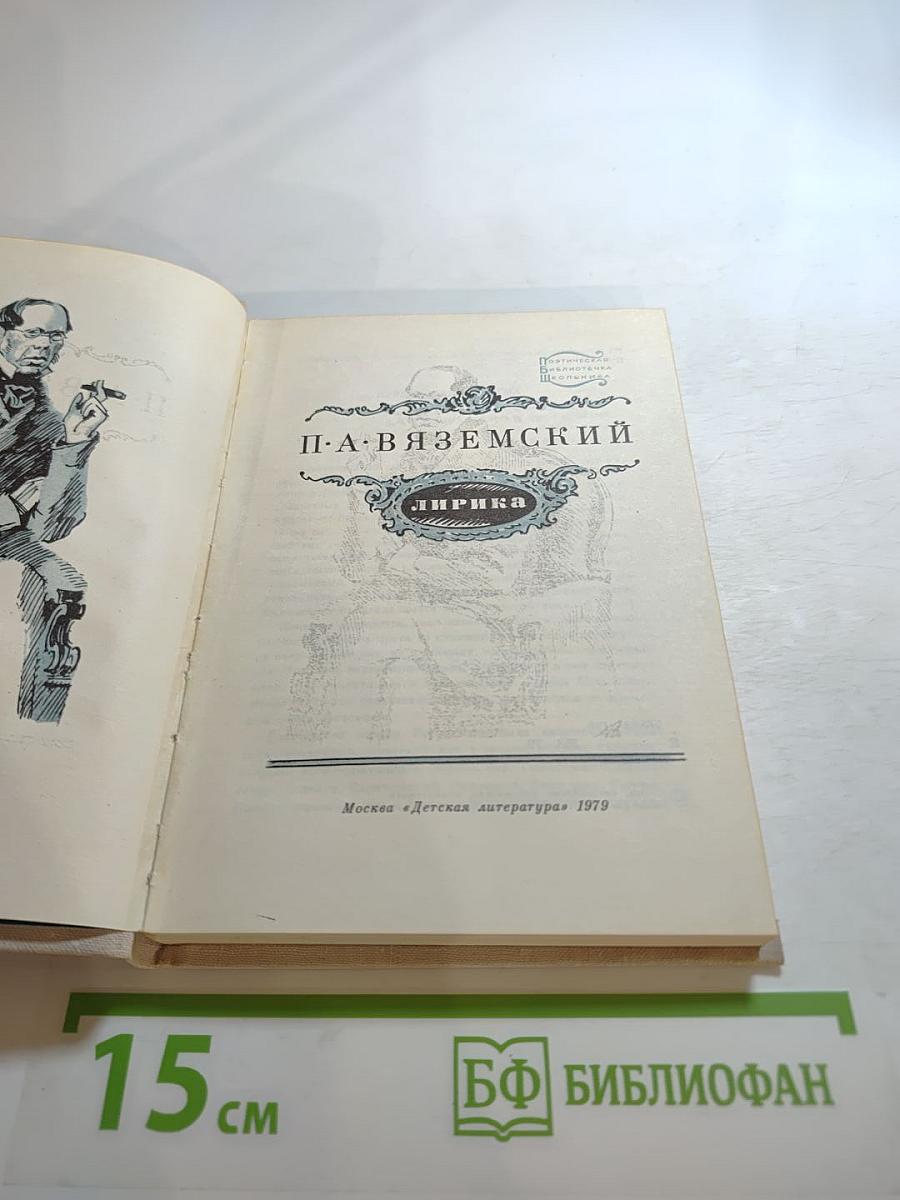 Поэтическая
Библиотечка
Школьника
П·А·ВЯЗЕМСКИЙ
лирика
Москва «Детская литература» 1979
15 см
БФ БИБЛИОФАН